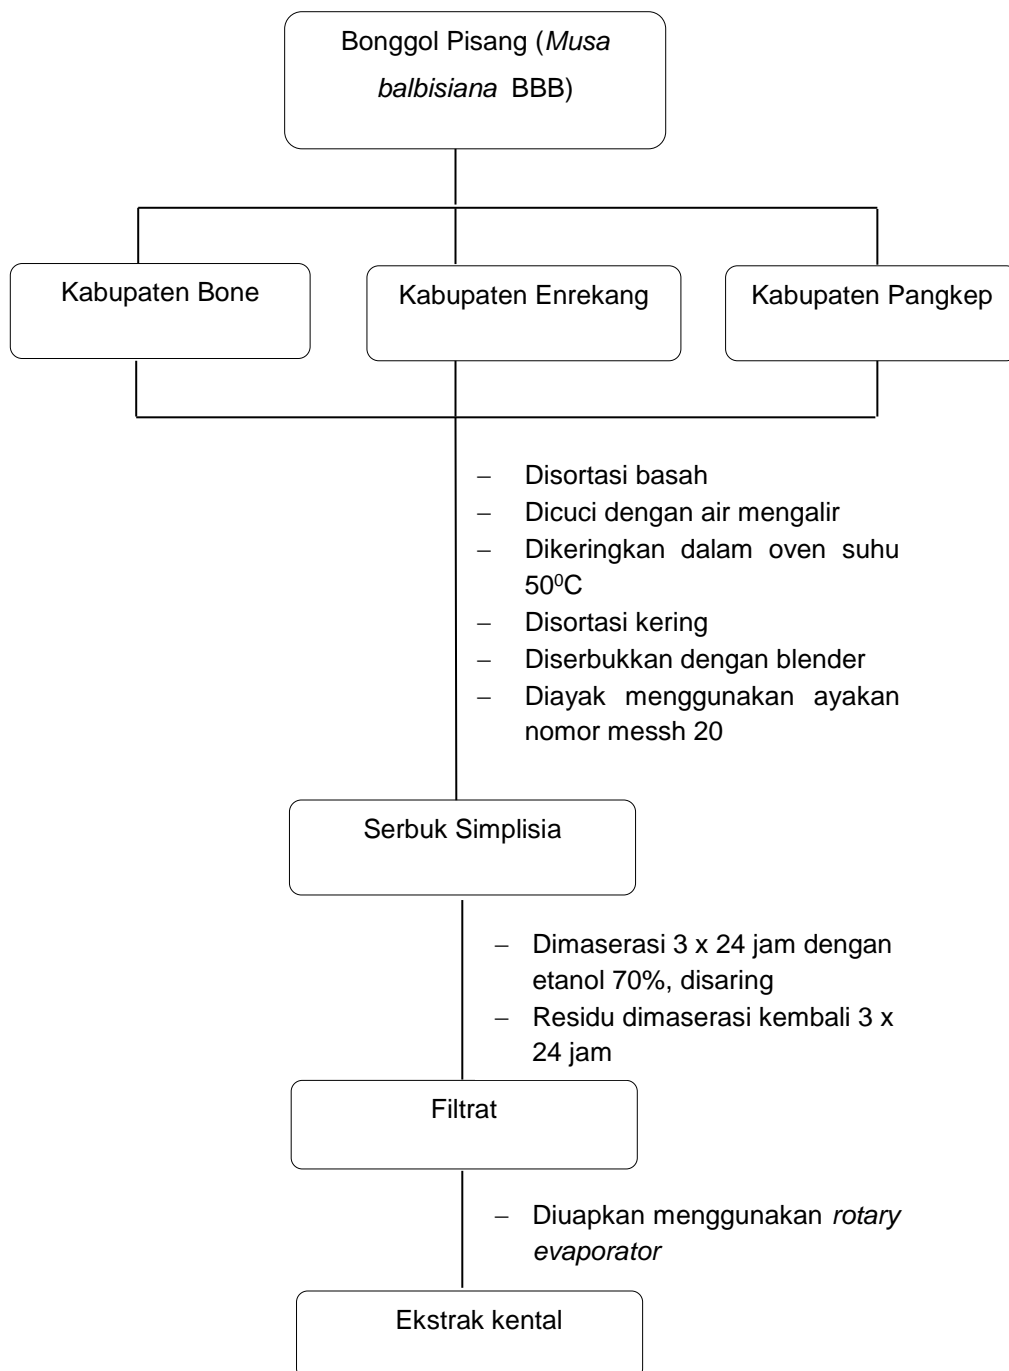 Bonggol Pisang (Musa
balbisiana BBB)
Kabupaten Bone
Kabupaten Enrekang
Kabupaten Pangkep
– Disortasi basah
– Dicuci dengan air mengalir
– Dikeringkan dalam oven suhu
50⁰C
– Disortasi kering
– Diserbukkan dengan blender
– Diayak menggunakan ayakan
nomor messh 20
Serbuk Simplisia
– Dimaserasi 3 x 24 jam dengan
etanol 70%, disaring
– Residu dimaserasi kembali 3 x
24 jam
Filtrat
– Diuapkan menggunakan rotary
evaporator
Ekstrak kental